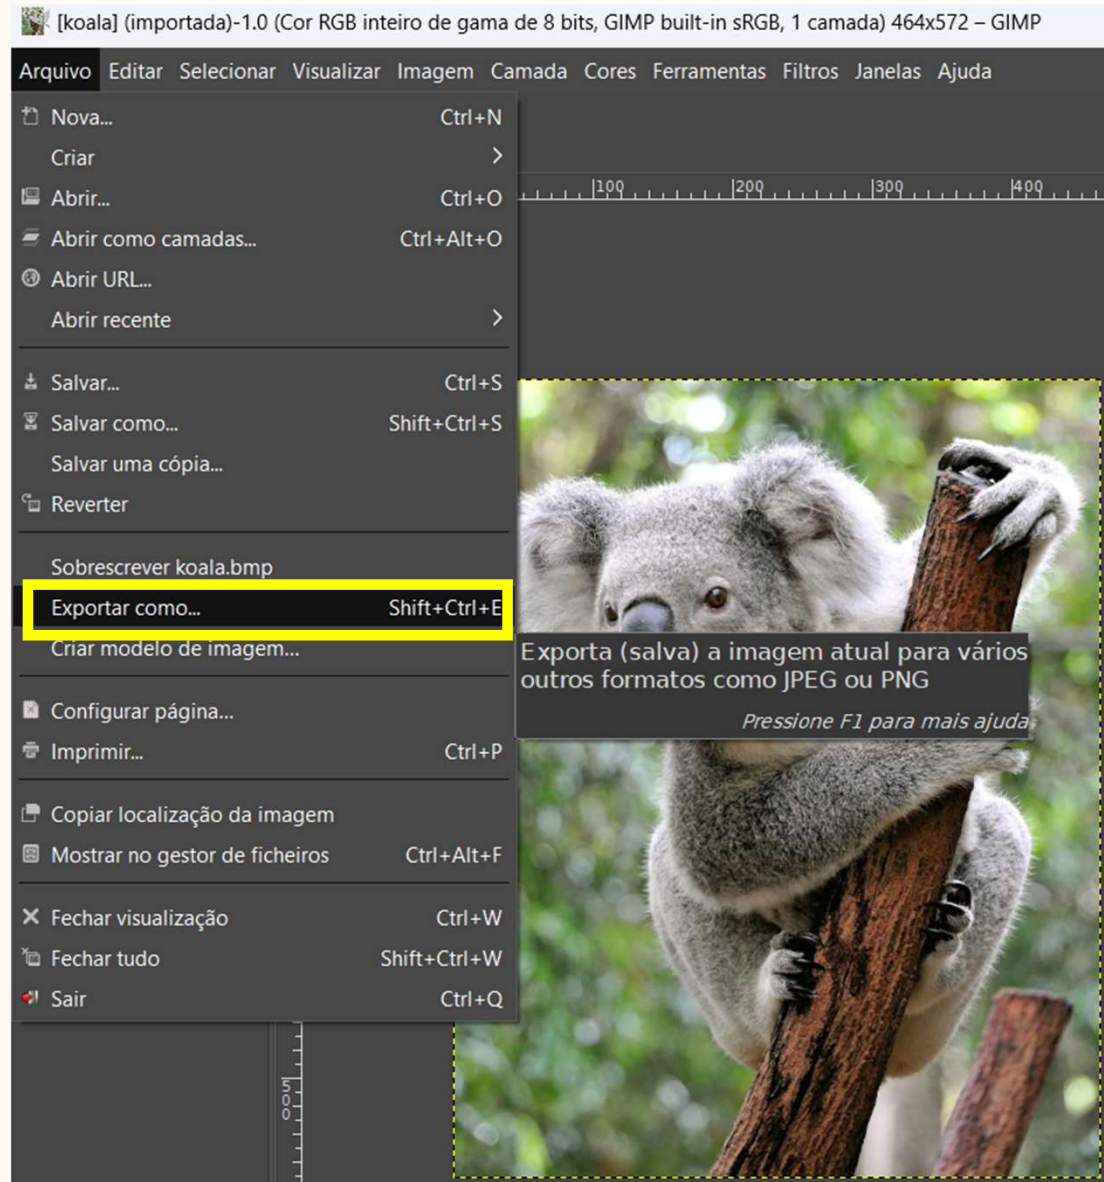 [koala] (importada)-1.0 (Cor RGB inteiro de gama de 8 bits, GIMP built-in sRGB, 1 camada) 464x572 – GIMP
Arquivo Editar Selecionar Visualizar Imagem Camada Cores Ferramentas Filtros Janelas Ajuda
Nova... Ctrl+N
Criar
Abrir... Ctrl+O
Abrir como camadas... Ctrl+Alt+O
Abrir URL...
Abrir recente
Salvar... Ctrl+S
Salvar como... Shift+Ctrl+S
Salvar uma cópia...
Reverter
Sobrescrever koala.bmp
Exportar como... Shift+Ctrl+E
Criar modelo de imagem...
Configurar página...
Imprimir... Ctrl+P
Copiar localização da imagem
Mostrar no gestor de ficheiros Ctrl+Alt+F
Fechar visualização Ctrl+W
Fechar tudo Shift+Ctrl+W
Sair Ctrl+Q
100 200 300 400
Exporta (salva) a imagem atual para vários
outros formatos como JPEG ou PNG
Pressione F1 para mais ajuda
500